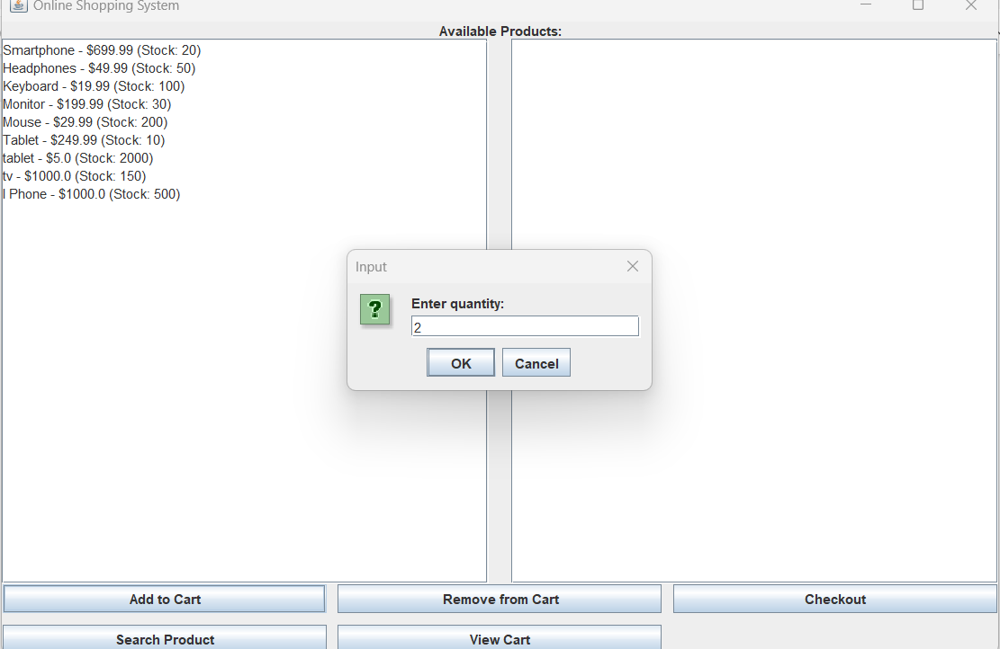 Online Shopping System
Available Products:
Smartphone - $699.99 (Stock: 20)
Headphones - $49.99 (Stock: 50)
Keyboard - $19.99 (Stock: 100)
Monitor - $199.99 (Stock: 30)
Mouse - $29.99 (Stock: 200)
Tablet - $249.99 (Stock: 10)
tablet - $5.0 (Stock: 2000)
tv - $1000.0 (Stock: 150)
I Phone - $1000.0 (Stock: 500)
Input
?
Enter quantity:
2
OK Cancel
Add to Cart Remove from Cart Checkout
Search Product View Cart